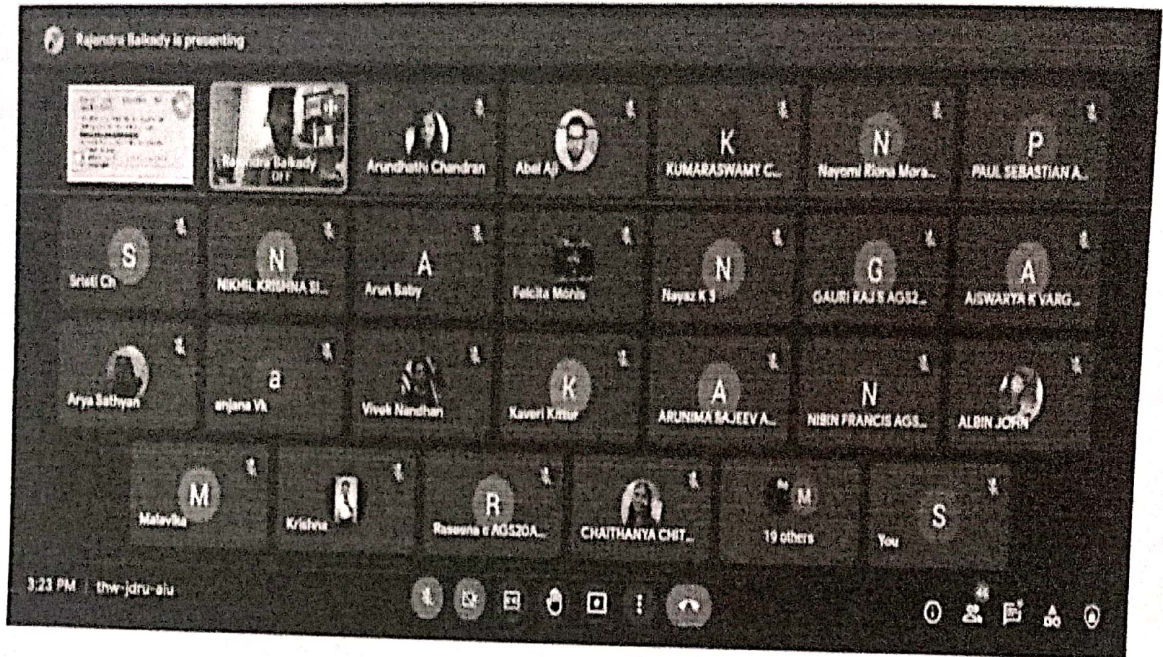 Rajendra Baikady is presenting
Rajendra Baikady
Arundhathi Chandran
Abel Aji
K
KUMARASWAMY C...
N
Nayomi Riona Mora...
P
PAUL SEBASTIAN A...
S
Sristi Ch
N
NIKHIL KRISHNA SI...
A
Arun Baby
Felcita Monis
N
Nayaz K S
G
GAURI RAJ S AGS2...
A
AISWARYA K VARG...
Arya Sathyan
a
anjana Vk
Vivek Nandhan
K
Kaveri Kittur
A
ARUNIMA SAJEEV A...
N
NIBIN FRANCIS AGS...
ALBIN JOHN
M
Malavika
Krishna
R
Raseena c AGS20A...
CHAITHANYA CHIT...
M
19 others
S
You
3:23 PM | thw-jdru-aiu